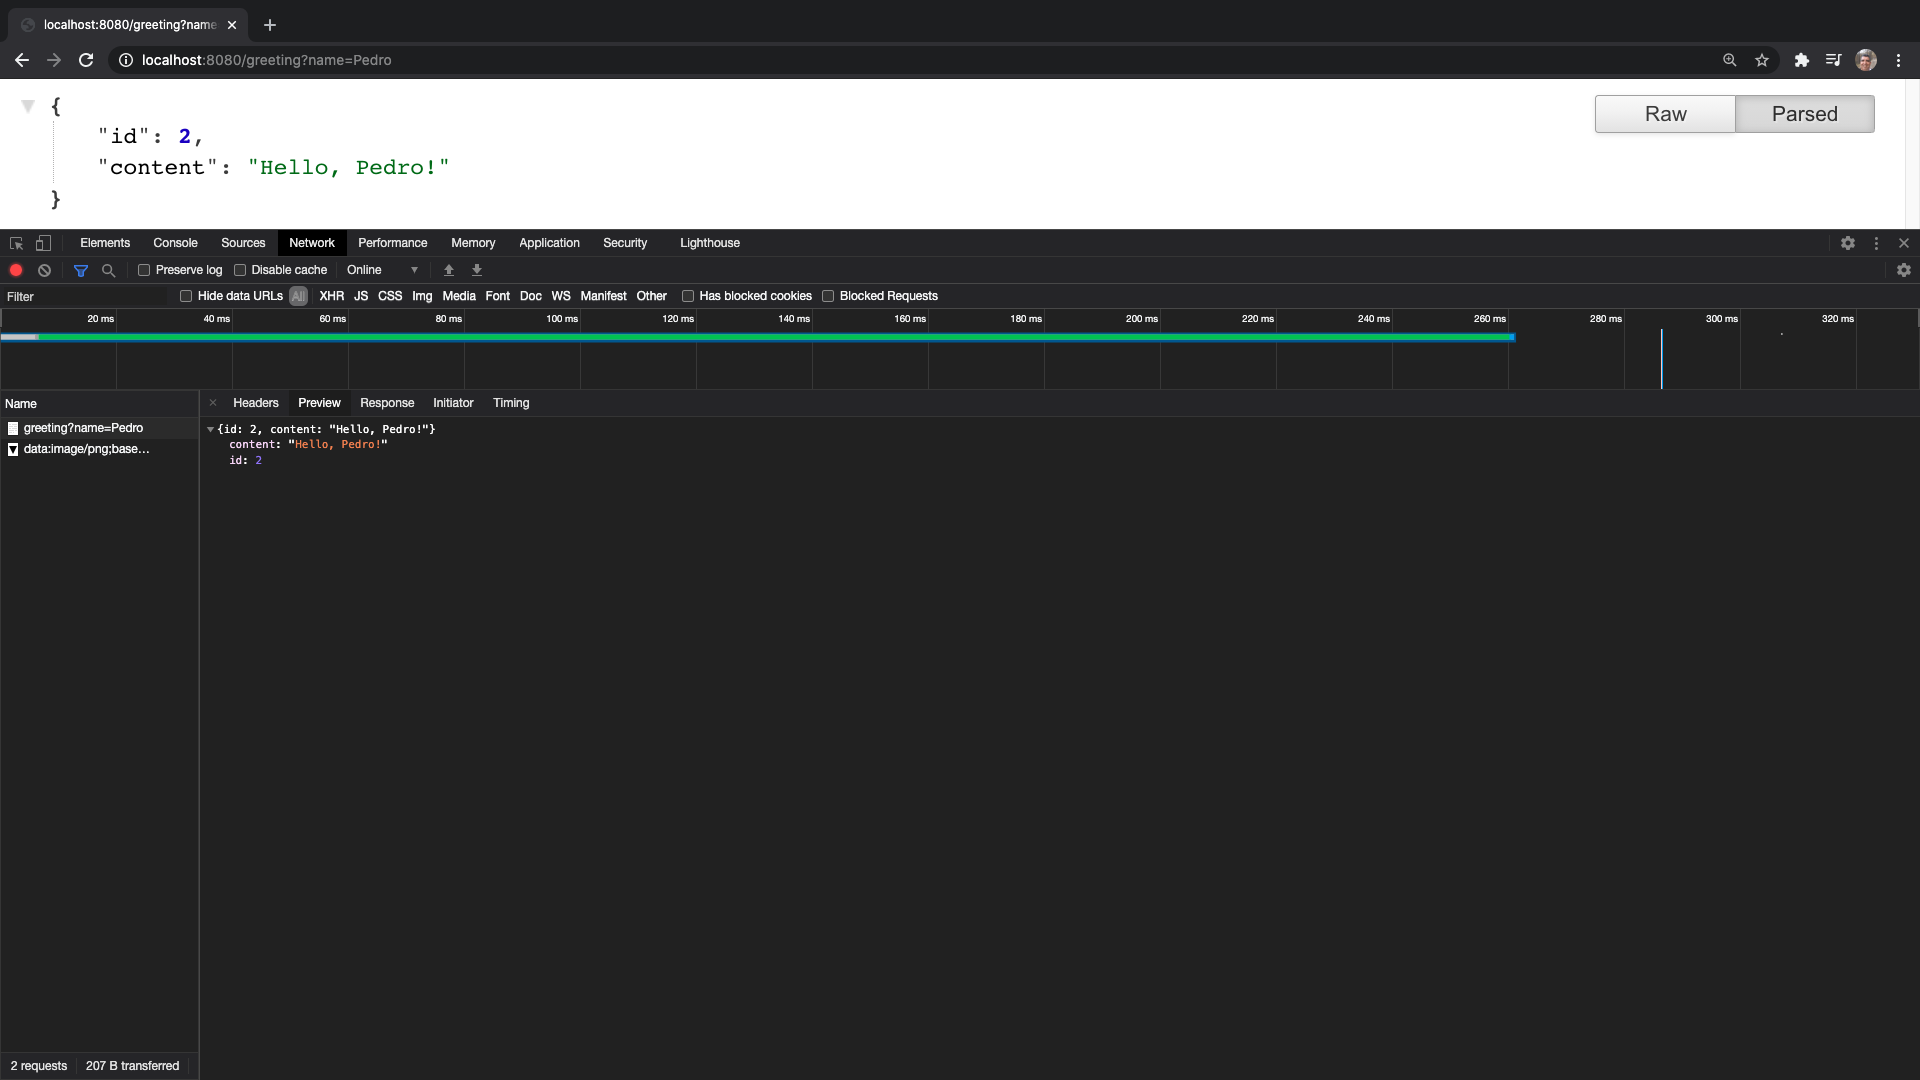 localhost:8080/greeting?name
localhost:8080/greeting?name=Pedro
{
"id": 2,
"content": "Hello, Pedro!"
}
Raw Parsed
Elements Console Sources Network Performance Memory Application Security Lighthouse
Preserve log Disable cache Online
Filter Hide data URLs All XHR JS CSS Img Media Font Doc WS Manifest Other Has blocked cookies Blocked Requests
20 ms 40 ms 60 ms 80 ms 100 ms 120 ms 140 ms 160 ms 180 ms 200 ms 220 ms 240 ms 260 ms 280 ms 300 ms 320 ms
Name
greeting?name=Pedro
data:image/png;base…
Headers Preview Response Initiator Timing
{id: 2, content: "Hello, Pedro!"}
content: "Hello, Pedro!"
id: 2
2 requests 207 B transferred